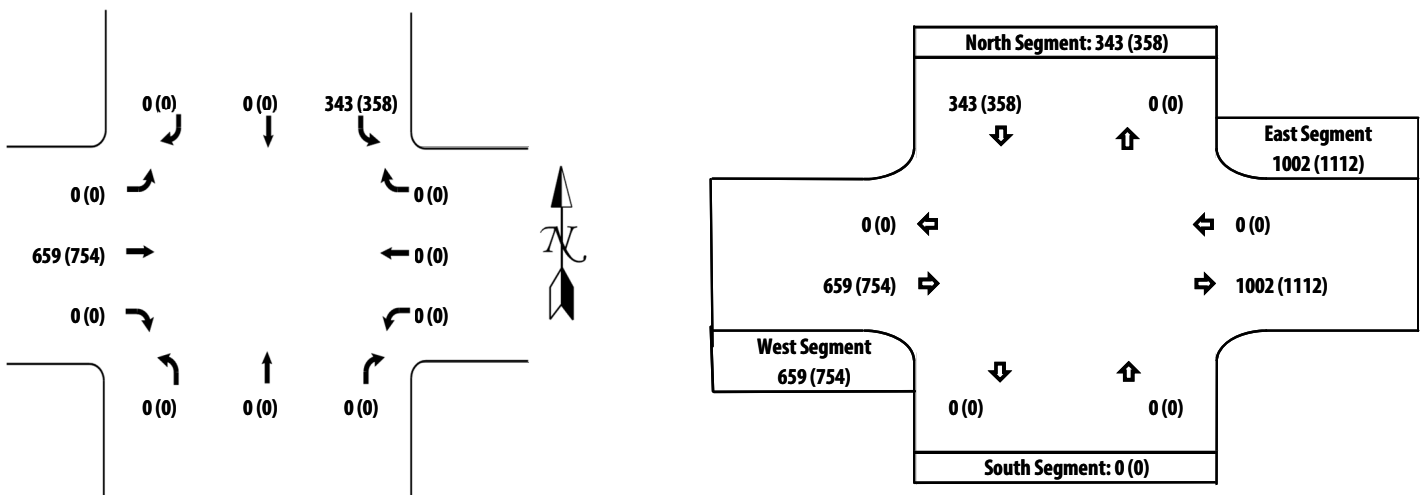 0 (0) 0 (0) 343 (358)
0 (0) 0 (0)
659 (754) 0 (0)
0 (0) 0 (0)
0 (0) 0 (0) 0 (0)
N
North Segment: 343 (358)
343 (358) 0 (0)
East Segment
1002 (1112)
0 (0) 0 (0)
659 (754) 1002 (1112)
West Segment
659 (754)
0 (0) 0 (0)
South Segment: 0 (0)